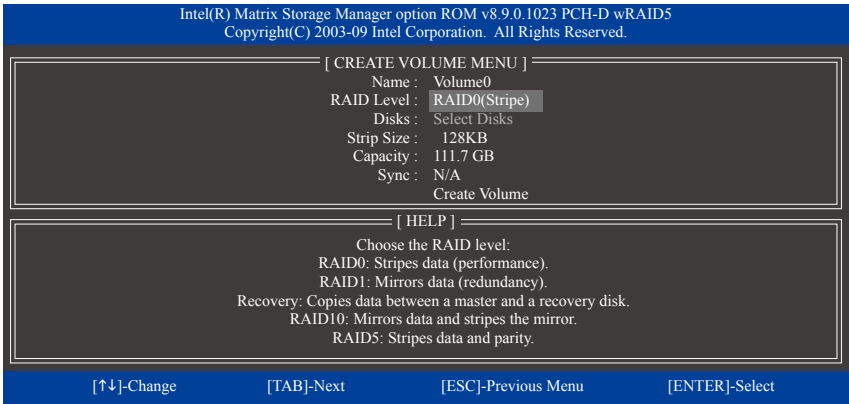 Intel(R) Matrix Storage Manager option ROM v8.9.0.1023 PCH-D wRAID5
Copyright(C) 2003-09 Intel Corporation. All Rights Reserved.
[ CREATE VOLUME MENU ]
Name : Volume0
RAID Level : RAID0(Stripe)
Disks : Select Disks
Strip Size : 128KB
Capacity : 111.7 GB
Sync : N/A
Create Volume
[ HELP ]
Choose the RAID level:
RAID0: Stripes data (performance).
RAID1: Mirrors data (redundancy).
Recovery: Copies data between a master and a recovery disk.
RAID10: Mirrors data and stripes the mirror.
RAID5: Stripes data and parity.
[↑↓]-Change [TAB]-Next [ESC]-Previous Menu [ENTER]-Select